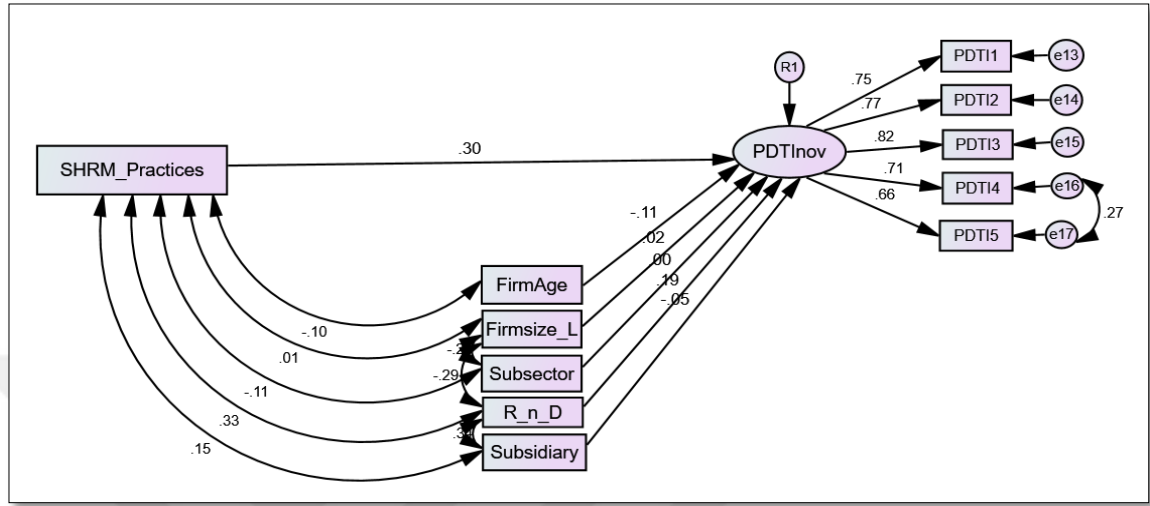 R1
PDTI1
e13
.75
PDTI2
e14
.77
SHRM_Practices
.30
PDTInov
.82
PDTI3
e15
.71
PDTI4
e16
.66
.27
PDTI5
e17
-.11
.02
.00
.19
-.05
FirmAge
Firmsize_L
Subsector
R_n_D
Subsidiary
-.10
.01
-.29
-.11
.33
.15